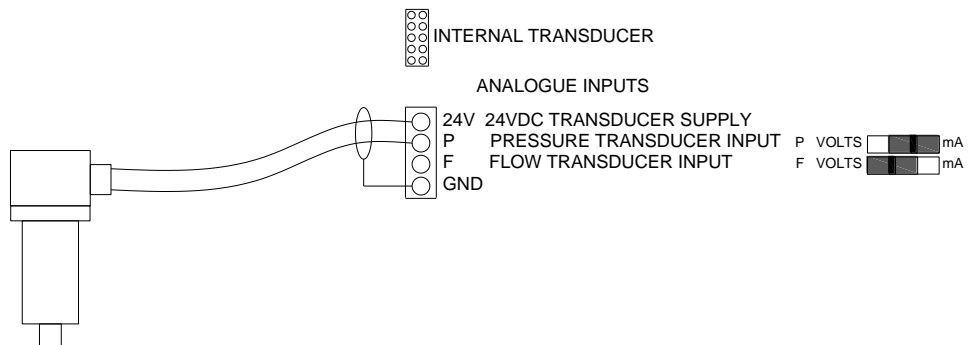 INTERNAL TRANSDUCER
ANALOGUE INPUTS
24V 24VDC TRANSDUCER SUPPLY
P PRESSURE TRANSDUCER INPUT P VOLTS mA
F FLOW TRANSDUCER INPUT F VOLTS mA
GND